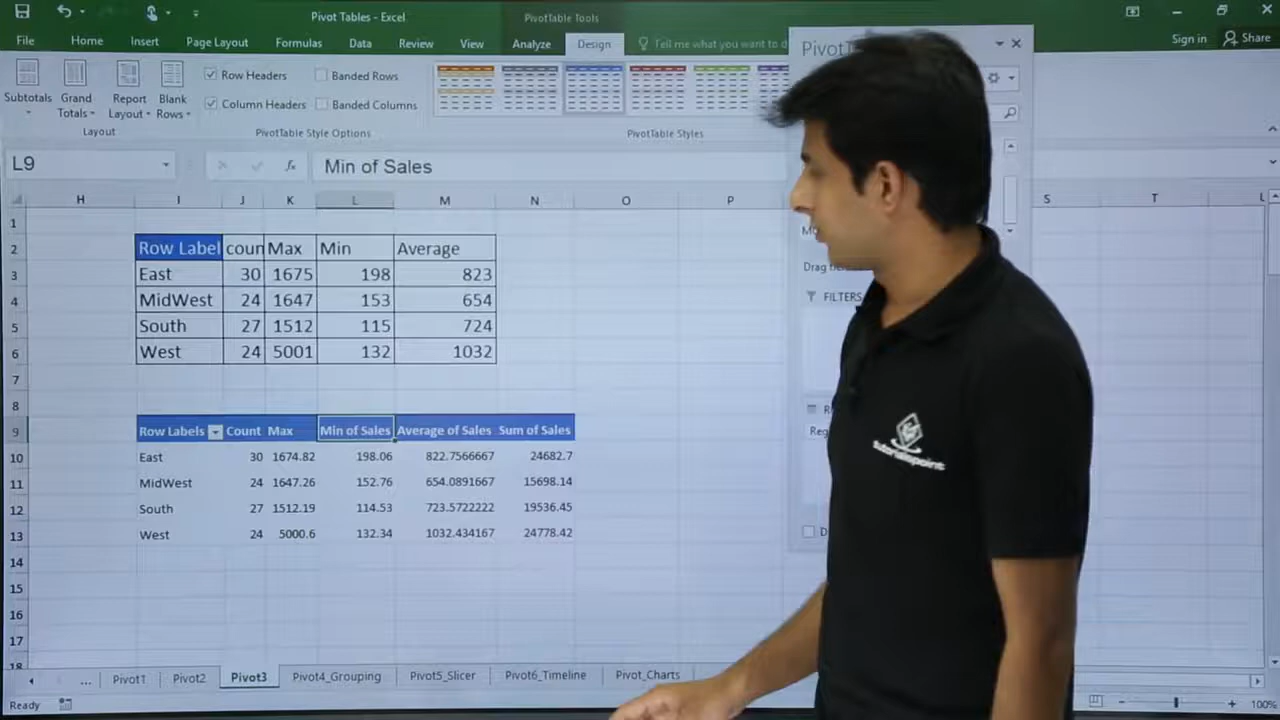 Pivot Tables - Excel
PivotTable Tools
File Home Insert Page Layout Formulas Data Review View Analyze Design Tell me what you want to d
Sign in Share
Subtotals
Grand Totals
Report Layout
Blank Rows
Layout
Row Headers Banded Rows
Column Headers Banded Columns
PivotTable Style Options
PivotTable Styles
L9 fx Min of Sales
H I J K L M N O P S T
1
2 Row Label coun Max Min Average
3 East 30 1675 198 823
4 MidWest 24 1647 153 654
5 South 27 1512 115 724
6 West 24 5001 132 1032
7
8
9 Row Labels Count Max Min of Sales Average of Sales Sum of Sales
10 East 30 1674.82 198.06 822.7566667 24682.7
11 MidWest 24 1647.26 152.76 654.0891667 15698.14
12 South 27 1512.19 114.53 723.5722222 19536.45
13 West 24 5000.6 132.34 1032.434167 24778.42
14
15
16
17
18
FILTERS
tutorialspoint
... Pivot1 Pivot2 Pivot3 Pivot4_Grouping Pivot5_Slicer Pivot6_Timeline Pivot_Charts
Ready
100%